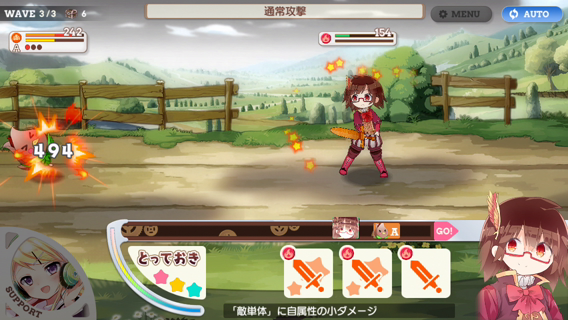 WAVE 3/3 6
通常攻撃
MENU
AUTO
242
A
154
494
A
GO!
とっておき
SUPPORT
「敵単体」に自属性の小ダメージ